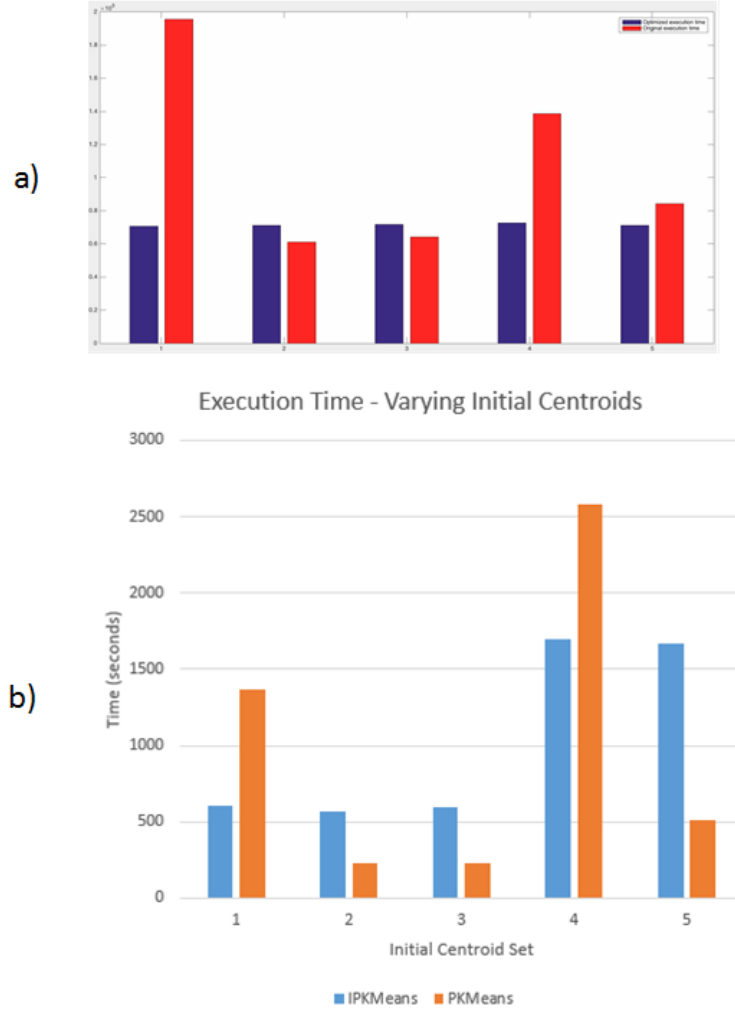 a)
2
1.8
1.6
1.4
1.2
1
0.8
0.6
0.4
0.2
0
Optimized execution time
Original execution time
1 2 3 4 5
b)
Execution Time - Varying Initial Centroids
Time (seconds)
3000
2500
2000
1500
1000
500
0
1 2 3 4 5
Initial Centroid Set
IPKMeans PKMeans